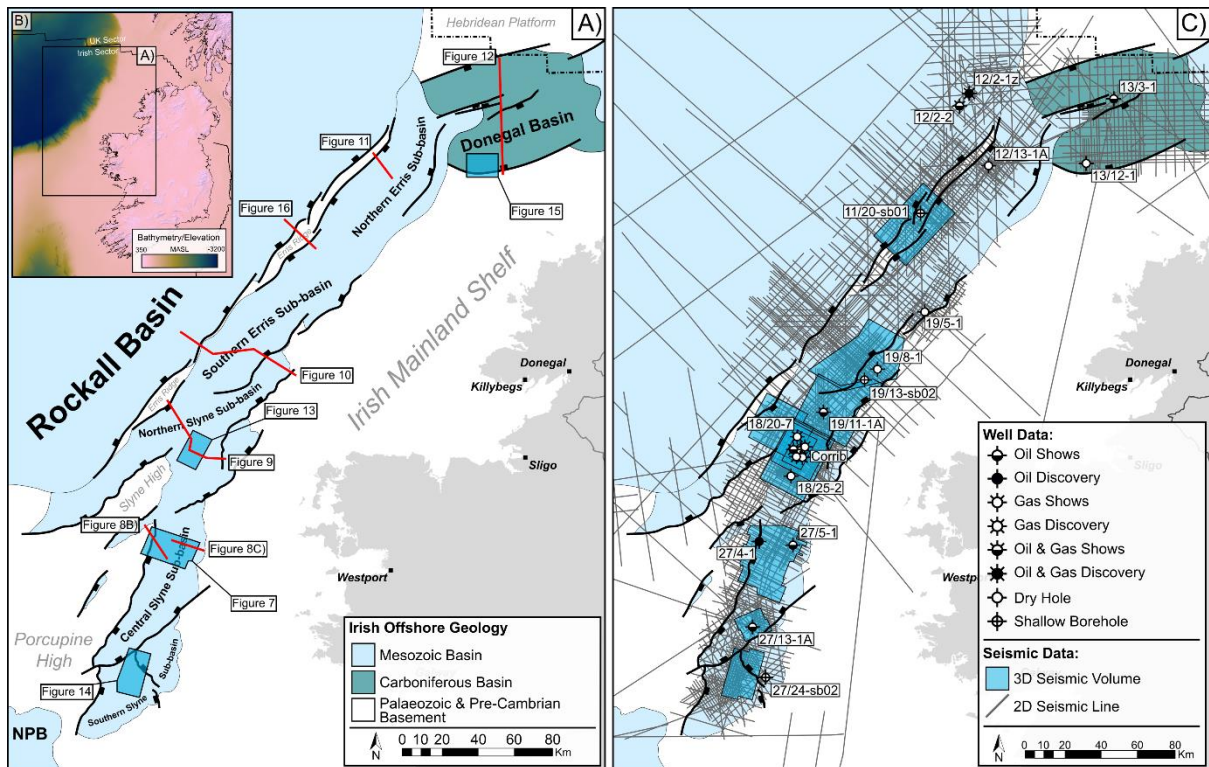 B)
UK Sector
Irish Sector
A)
Bathymetry/Elevation
350 MASL -3200
Hebridean Platform
A)
Figure 12
Donegal Basin
Figure 11
Northern Erris Sub-basin
Figure 15
Figure 16
Erris Ridge
Rockall Basin
Southern Erris Sub-basin
Irish Mainland Shelf
Figure 10
Donegal
Killybegs
Erris Ridge
Northern Slyne Sub-basin
Figure 13
Sligo
Figure 9
Slyne High
Figure 8B)
Figure 8C)
Central Slyne Sub-basin
Westport
Figure 7
Porcupine High
Figure 14
Southern Slyne
Sub-basin
NPB
Irish Offshore Geology
Mesozoic Basin
Carboniferous Basin
Palaeozoic & Pre-Cambrian
Basement
N
0 10 20 40 60 80
Km
C)
12/2-1z
13/3-1
12/2-2
12/13-1A
13/12-1
11/20-sb01
19/5-1
19/8-1
Donegal
Killybegs
19/13-sb02
18/20-7
19/11-1A
Corrib
Sligo
18/25-2
27/5-1
27/4-1
Westport
27/13-1A
27/24-sb02
Well Data:
Oil Shows
Oil Discovery
Gas Shows
Gas Discovery
Oil & Gas Shows
Oil & Gas Discovery
Dry Hole
Shallow Borehole
Seismic Data:
3D Seismic Volume
2D Seismic Line
N
0 10 20 40 60 80
Km